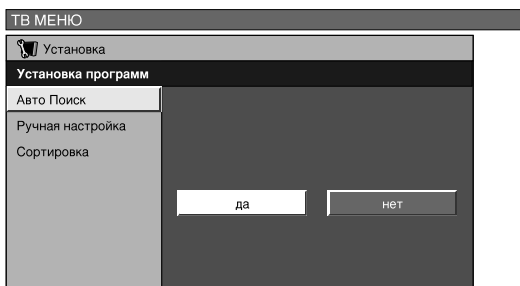 ТВ МЕНЮ
Установка
Установка программ
Авто Поиск
Ручная настройка
Сортировка
да нет